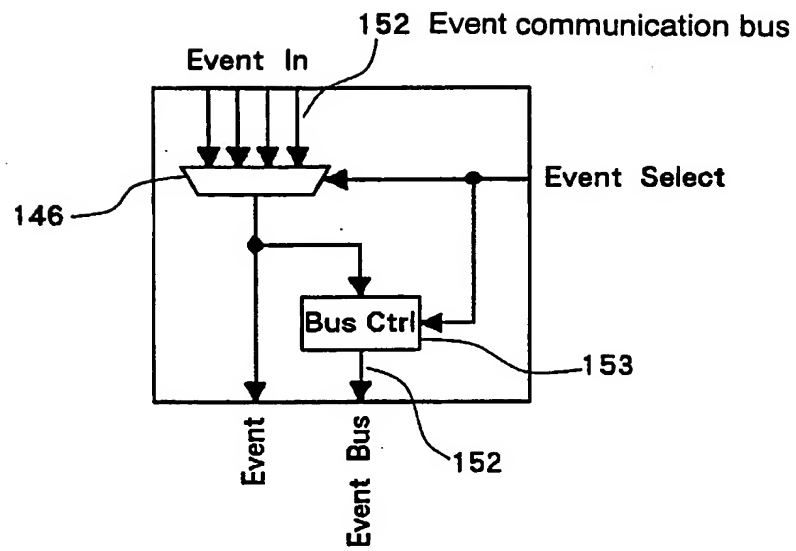 152 Event communication bus
Event In
Event Select
146
Bus Ctrl
153
152
Event
Event Bus